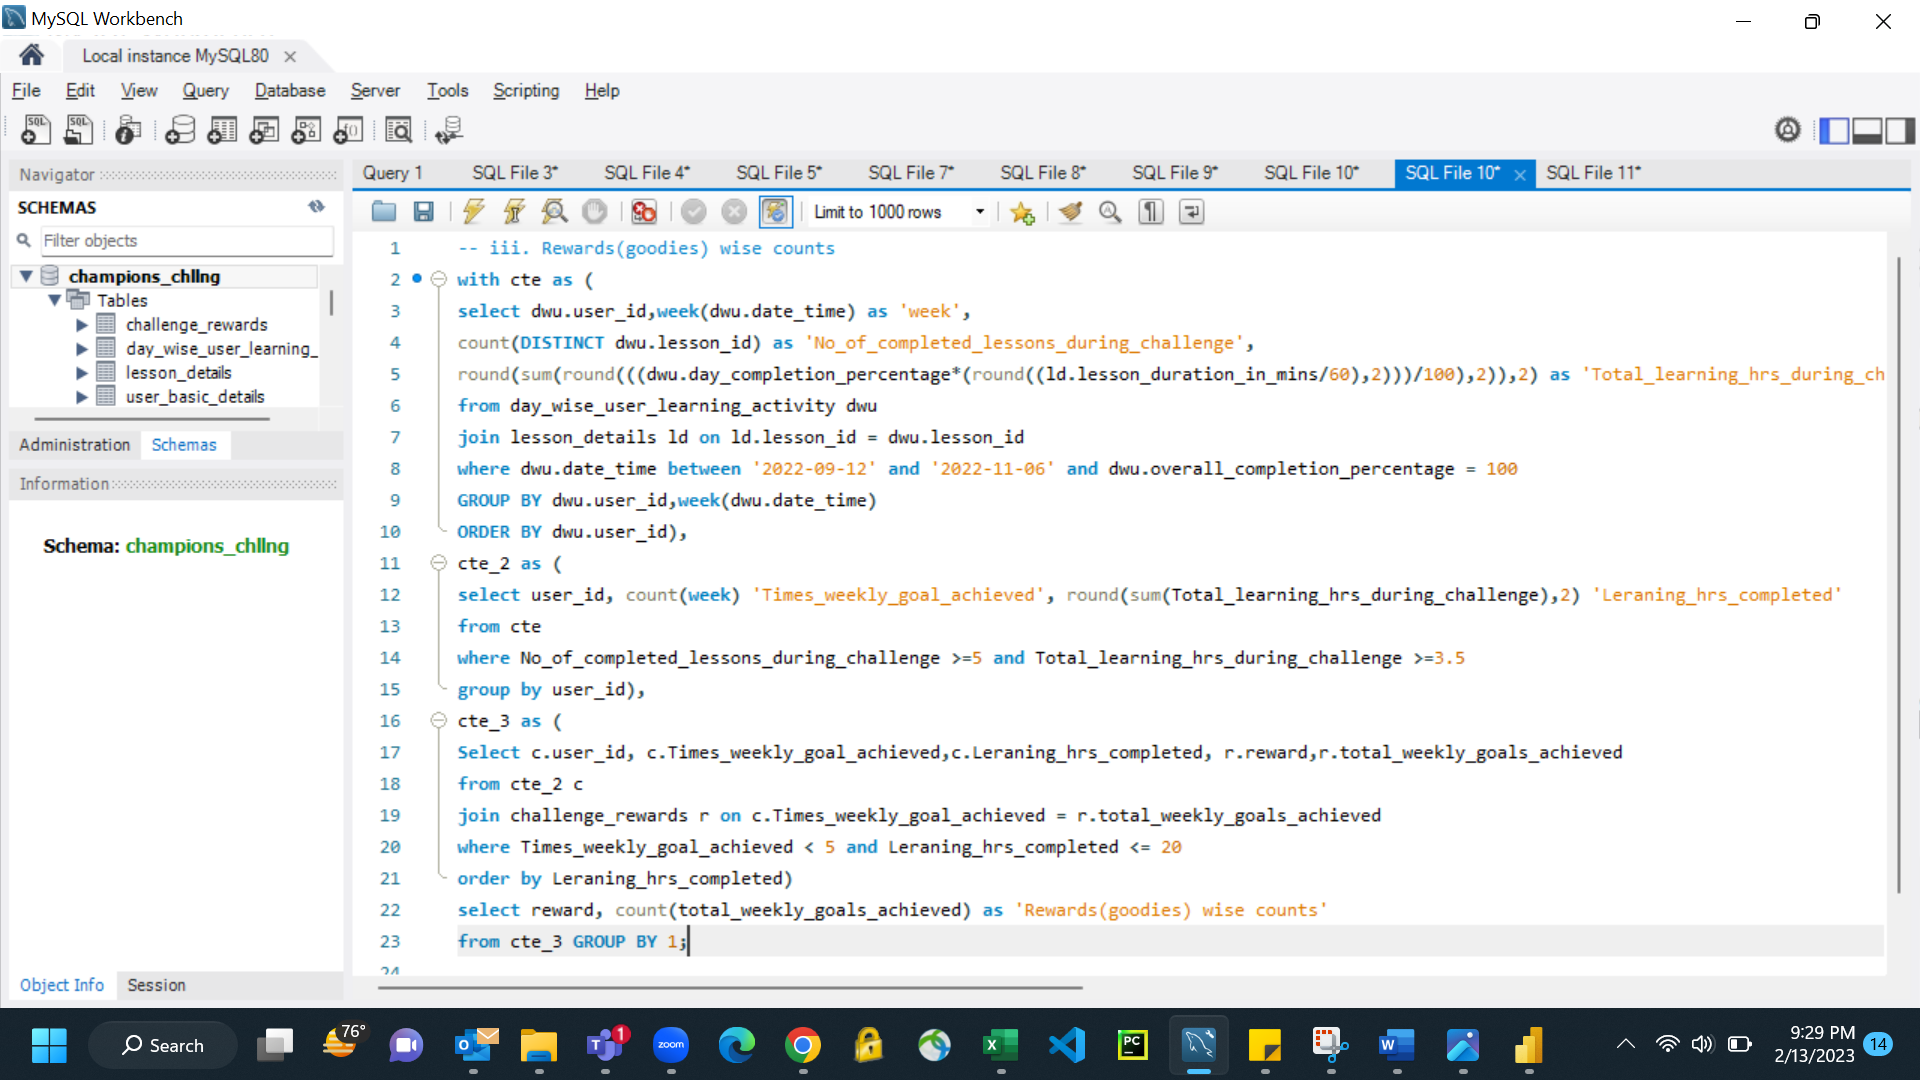 MySQL Workbench
Local instance MySQL80
File Edit View Query Database Server Tools Scripting Help
Navigator
SCHEMAS
Filter objects
champions_chllng
Tables
challenge_rewards
day_wise_user_learning_
lesson_details
user_basic_details
Administration Schemas
Information
Schema: champions_chllng
Object Info Session
Query 1 SQL File 3* SQL File 4* SQL File 5* SQL File 7* SQL File 8* SQL File 9* SQL File 10* SQL File 10* SQL File 11*
Limit to 1000 rows
1 -- iii. Rewards(goodies) wise counts
2 with cte as (
3 select dwu.user_id,week(dwu.date_time) as 'week',
4 count(DISTINCT dwu.lesson_id) as 'No_of_completed_lessons_during_challenge',
5 round(sum(round(((dwu.day_completion_percentage*(round((ld.lesson_duration_in_mins/60),2)))/100),2)),2) as 'Total_learning_hrs_during_ch
6 from day_wise_user_learning_activity dwu
7 join lesson_details ld on ld.lesson_id = dwu.lesson_id
8 where dwu.date_time between '2022-09-12' and '2022-11-06' and dwu.overall_completion_percentage = 100
9 GROUP BY dwu.user_id,week(dwu.date_time)
10 ORDER BY dwu.user_id),
11 cte_2 as (
12 select user_id, count(week) 'Times_weekly_goal_achieved', round(sum(Total_learning_hrs_during_challenge),2) 'Leraning_hrs_completed'
13 from cte
14 where No_of_completed_lessons_during_challenge >=5 and Total_learning_hrs_during_challenge >=3.5
15 group by user_id),
16 cte_3 as (
17 Select c.user_id, c.Times_weekly_goal_achieved,c.Leraning_hrs_completed, r.reward,r.total_weekly_goals_achieved
18 from cte_2 c
19 join challenge_rewards r on c.Times_weekly_goal_achieved = r.total_weekly_goals_achieved
20 where Times_weekly_goal_achieved < 5 and Leraning_hrs_completed <= 20
21 order by Leraning_hrs_completed)
22 select reward, count(total_weekly_goals_achieved) as 'Rewards(goodies) wise counts'
23 from cte_3 GROUP BY 1;
24
Search
76°
1
zoom
PC
9:29 PM
2/13/2023
14